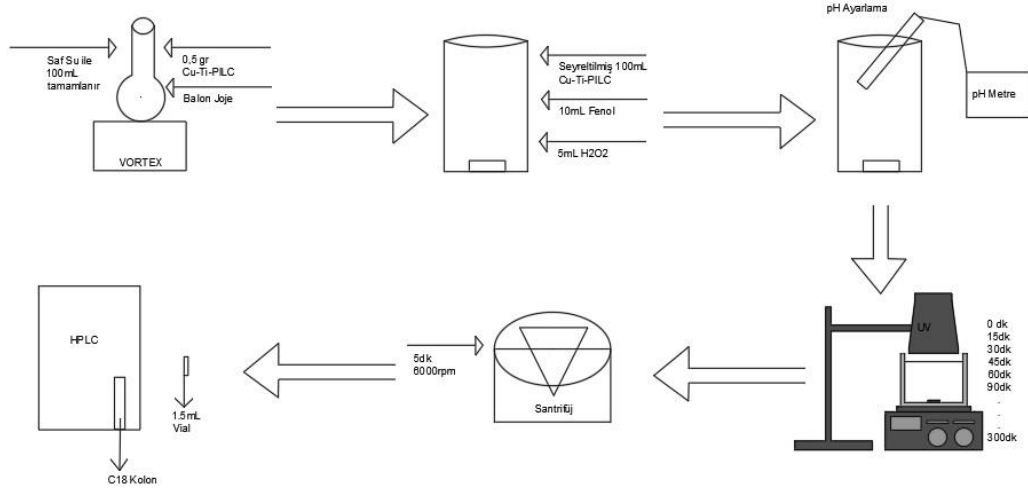 Saf Su ile
100mL
tamamlanır
0,5 gr
Cu-Ti-PILC
Balon Joje
VORTEX
Seyreltilmiş 100mL
Cu-Ti-PILC
10mL Fenol
5mL H2O2
pH Ayarlama
pH Metre
UV
0 dk
15dk
30dk
45dk
60dk
90dk
.
.
.
300dk
5dk
6000rpm
Santrifüj
HPLC
1.5mL
Vial
C18 Kolon